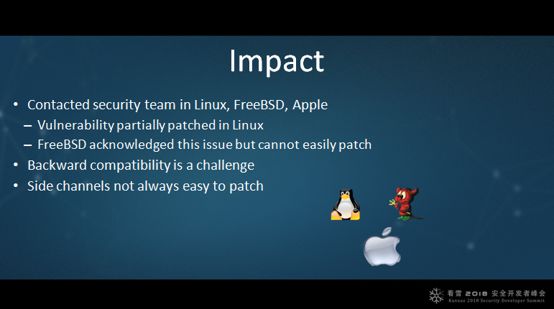 Impact
• Contacted security team in Linux, FreeBSD, Apple
– Vulnerability partially patched in Linux
– FreeBSD acknowledged this issue but cannot easily patch
• Backward compatibility is a challenge
• Side channels not always easy to patch
看雪 2018 安全开发者峰会
Kanxue 2018 Security Developer Summit